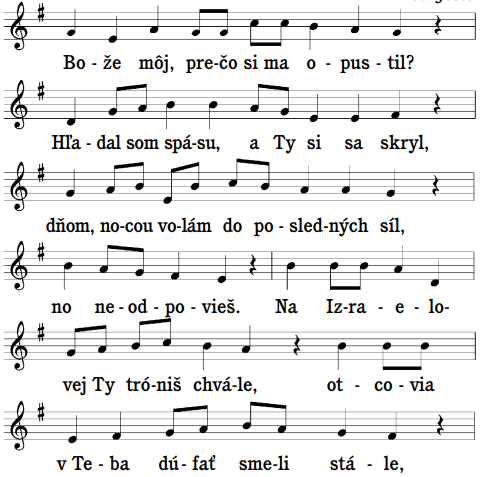 Bo - že môj, pre-čo si ma o - pus - til?
Hľa-dal som spá-su, a Ty si sa skryl,
dňom, no-cou vo-lám do po - sled-ných síl,
no ne-od - po-vieš. Na Iz-ra - e - lo-
vej Ty tró-niš chvá-le, ot - co - via
v Te - ba dú-fať sme-li stá - le,